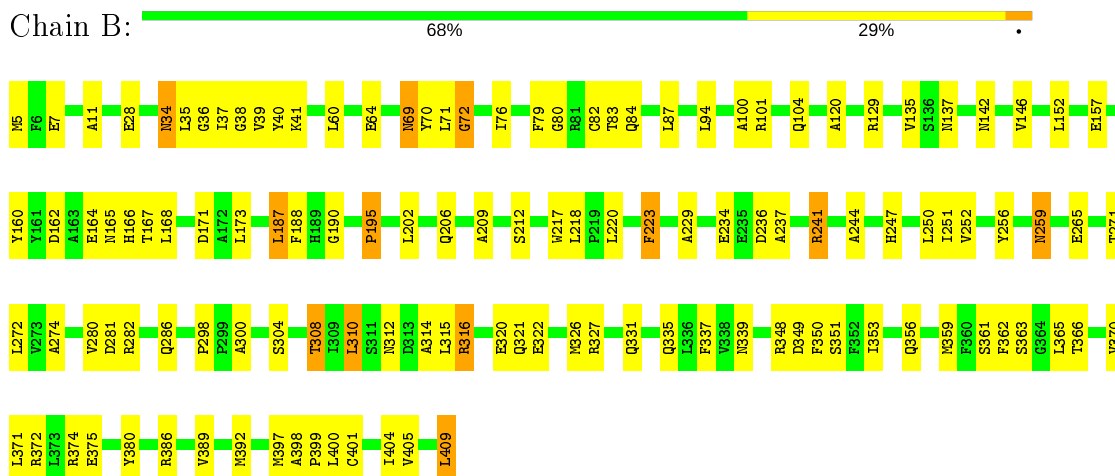 Chain B:
68% 29% •
M5 F6 E7 A11 E28 N34 L35 G36 I37 G38 V39 Y40 K41 L60 E64 N69 Y70 L71 G72 I76 F79 G80 R81 C82 T83 Q84 L87 L94 A100 R101 Q104 A120 R129 V135 S136 N137 N142 V146 L152 E157
Y160 Y161 D162 A163 E164 N165 H166 T167 L168 D171 A172 L173 L187 F188 H189 G190 P195 L202 Q206 A209 S212 W217 L218 P219 L220 F223 A229 E234 E235 D236 A237 R241 A244 H247 L250 I251 V252 Y256 N259 E265 T271
L272 V273 A274 V280 D281 R282 Q286 P298 P299 A300 S304 T308 I309 L310 S311 N312 D313 A314 L315 R316 E320 Q321 E322 M326 R327 Q331 Q335 L336 F337 V338 N339 R348 D349 F350 S351 F352 I353 Q356 M359 F360 S361 F362 S363 G364 L365 T366
L371 R372 L373 R374 E375 Y380 R386 V389 M392 M397 A398 P399 L400 C401 I404 V405 L409